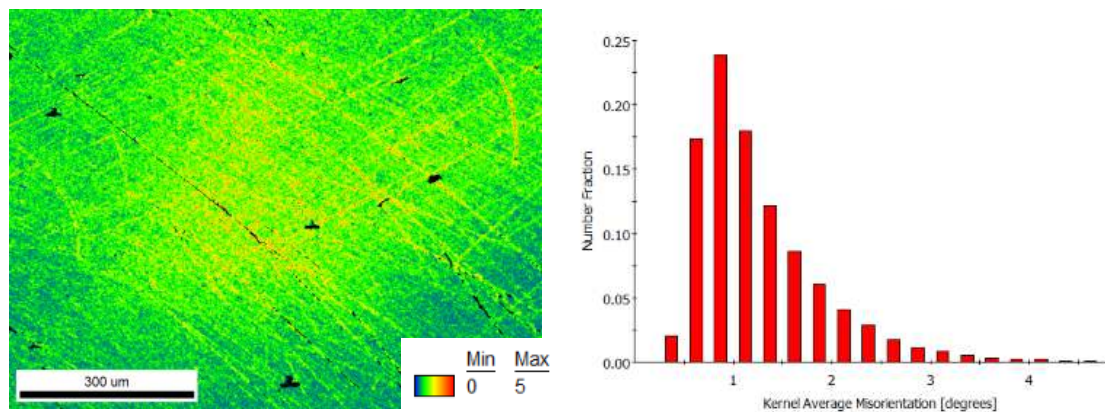 300 um
Min Max
0 5
0.25
0.20
0.15
0.10
0.05
0.00
Number Fraction
1 2 3 4
Kernel Average Misorientation [degrees]